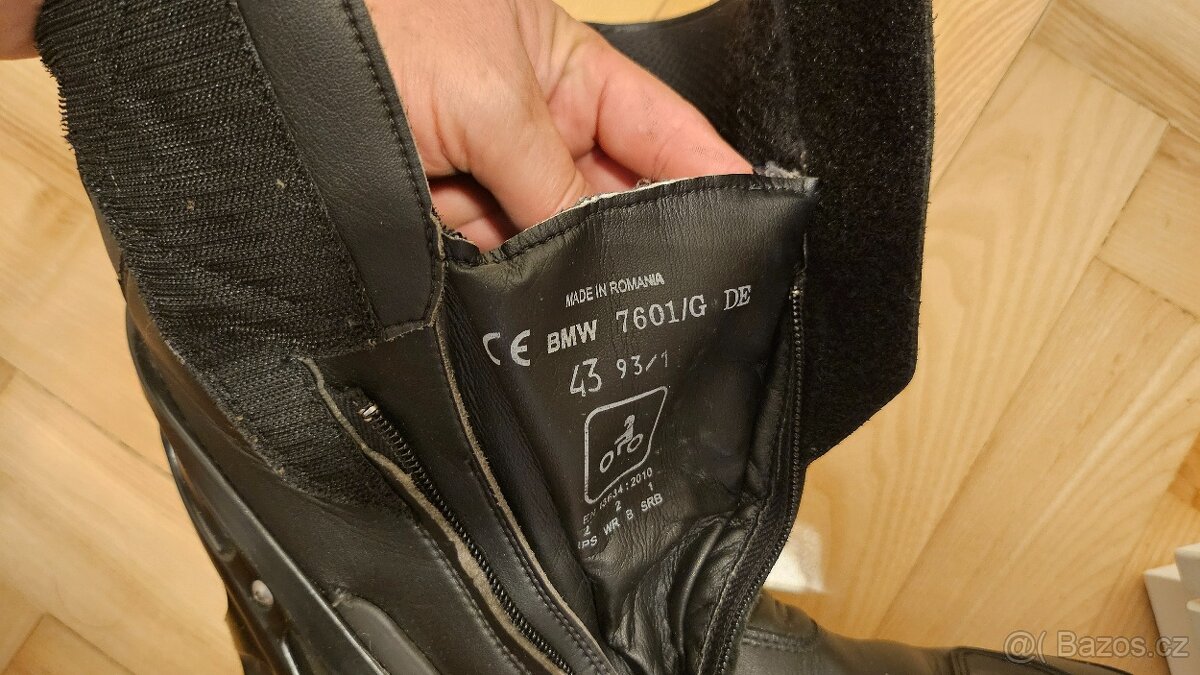 MADE IN ROMANIA
CE BMW 7601/G DE
43 93/1
EN 13634:2010
2 2 1
IPS WR B SRB
@( Bazos.cz